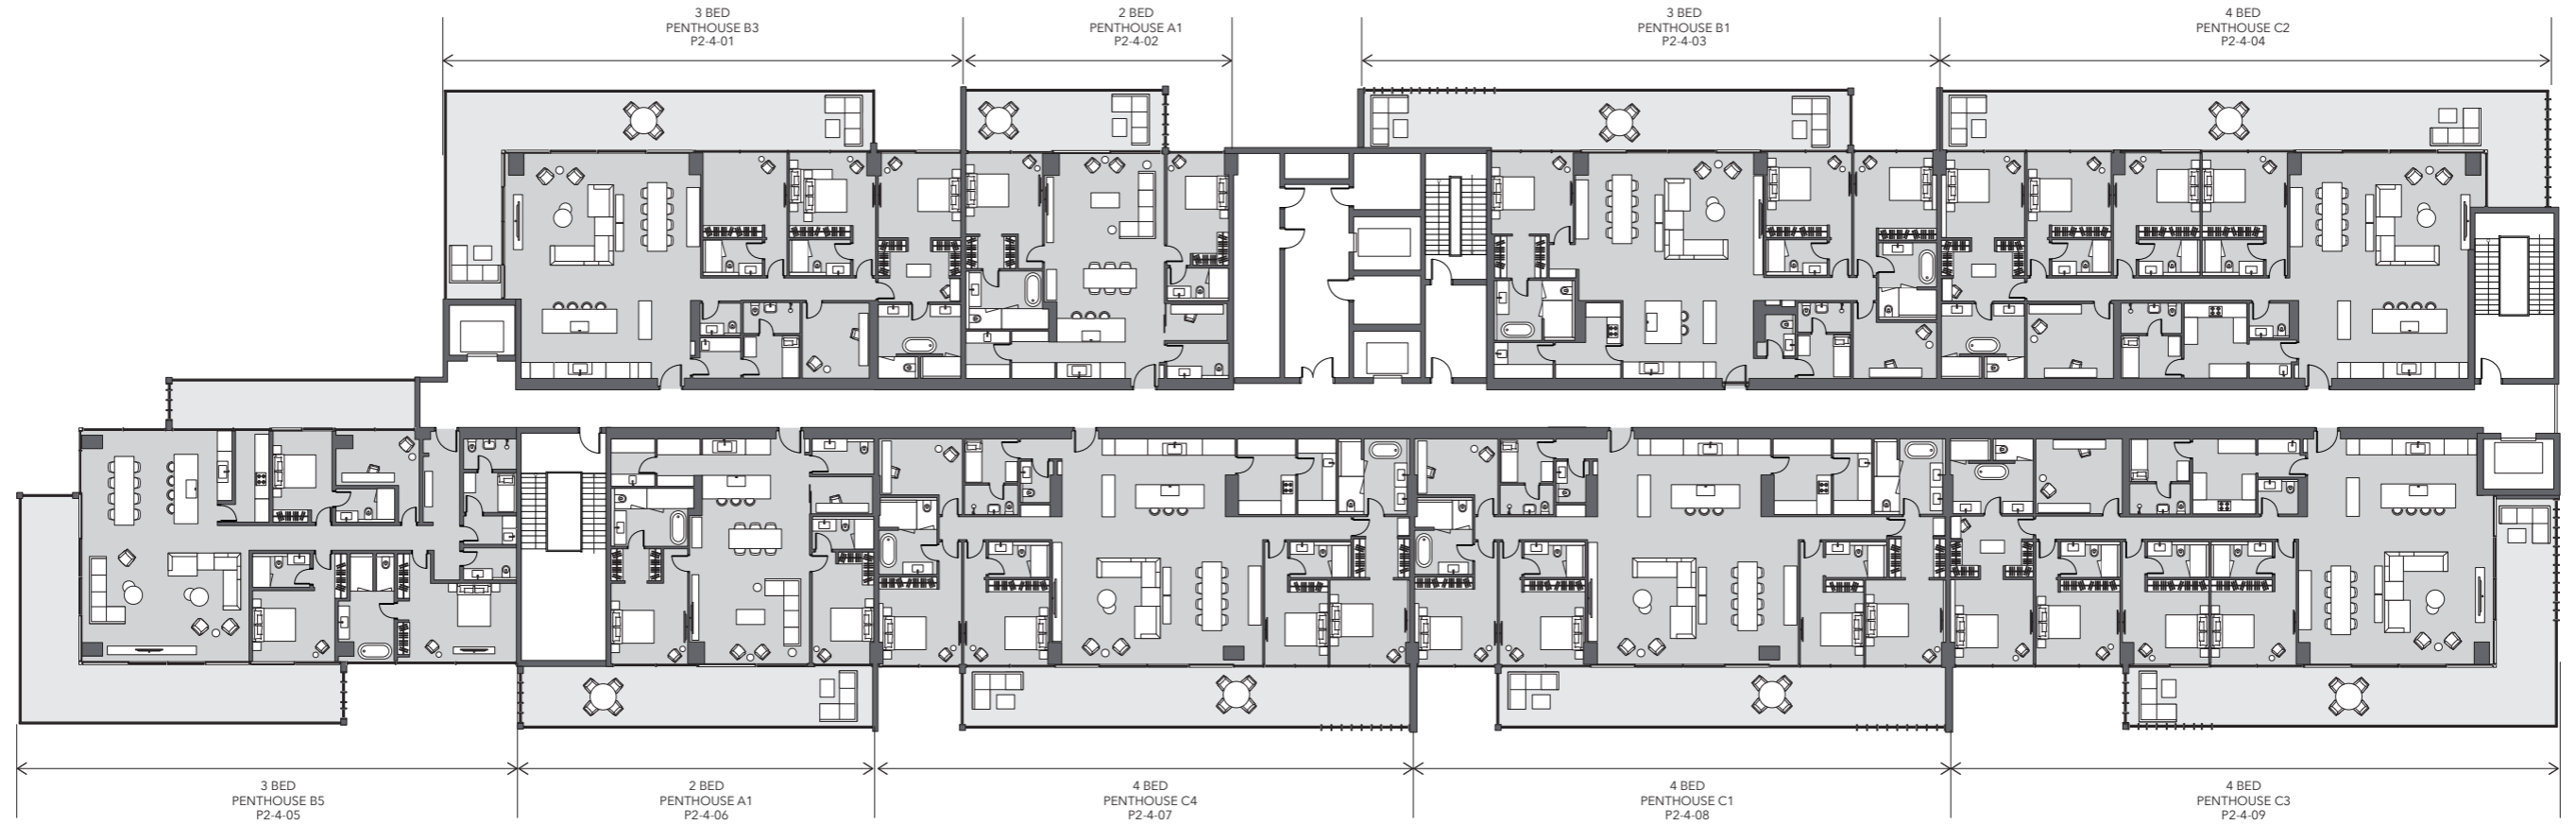 3 BED
PENTHOUSE B3
P2-4-01
2 BED
PENTHOUSE A1
P2-4-02
3 BED
PENTHOUSE B1
P2-4-03
4 BED
PENTHOUSE C2
P2-4-04
3 BED
PENTHOUSE B5
P2-4-05
2 BED
PENTHOUSE A1
P2-4-06
4 BED
PENTHOUSE C4
P2-4-07
4 BED
PENTHOUSE C1
P2-4-08
4 BED
PENTHOUSE C3
P2-4-09